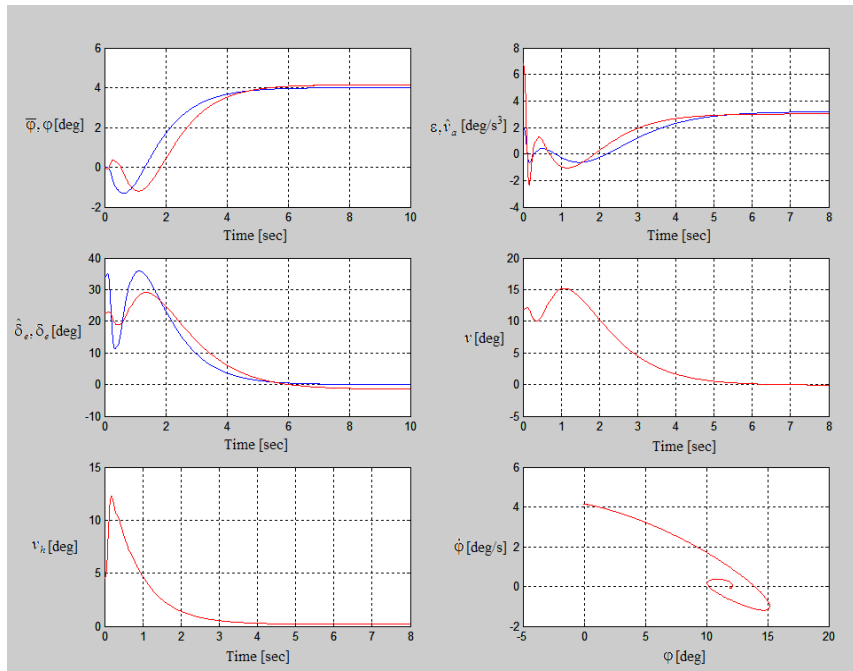 6
4
2
0
-2
φ̅, φ [deg]
0 2 4 6 8 10
Time [sec]
8
6
4
2
0
-2
-4
ε, v̂ₐ [deg/s³]
0 1 2 3 4 5 6 7 8
Time [sec]
40
30
20
10
0
-10
δ̂ₑ, δₑ [deg]
0 1 2 3 4 5 6 8 10
Time [sec]
20
15
10
5
0
-5
v [deg]
0 1 2 3 4 5 6 7 8
Time [sec]
15
10
5
0
vₕ [deg]
0 1 2 3 4 5 6 7 8
Time [sec]
6
4
2
0
-2
φ̇ [deg/s]
-5 0 5 10 15 20
φ [deg]